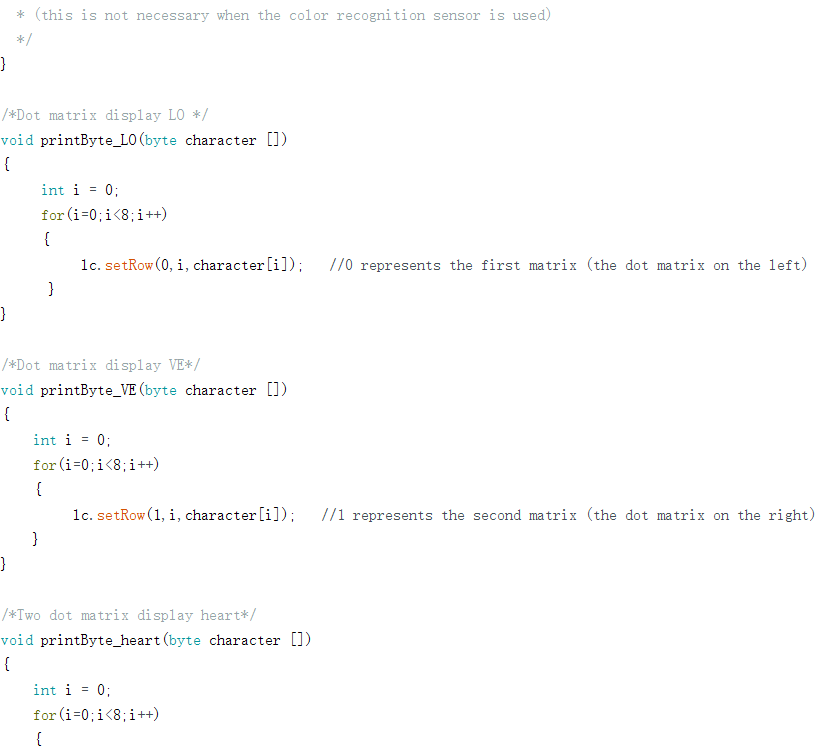 * (this is not necessary when the color recognition sensor is used)
*/
}
/*Dot matrix display LO */
void printByte_LO(byte character [])
{
int i = 0;
for(i=0;i<8;i++)
{
lc.setRow(0,i,character[i]);   //0 represents the first matrix (the dot matrix on the left)
}
}
/*Dot matrix display VE*/
void printByte_VE(byte character [])
{
int i = 0;
for(i=0;i<8;i++)
{
lc.setRow(1,i,character[i]);   //1 represents the second matrix (the dot matrix on the right)
}
}
/*Two dot matrix display heart*/
void printByte_heart(byte character [])
{
int i = 0;
for(i=0;i<8;i++)
{